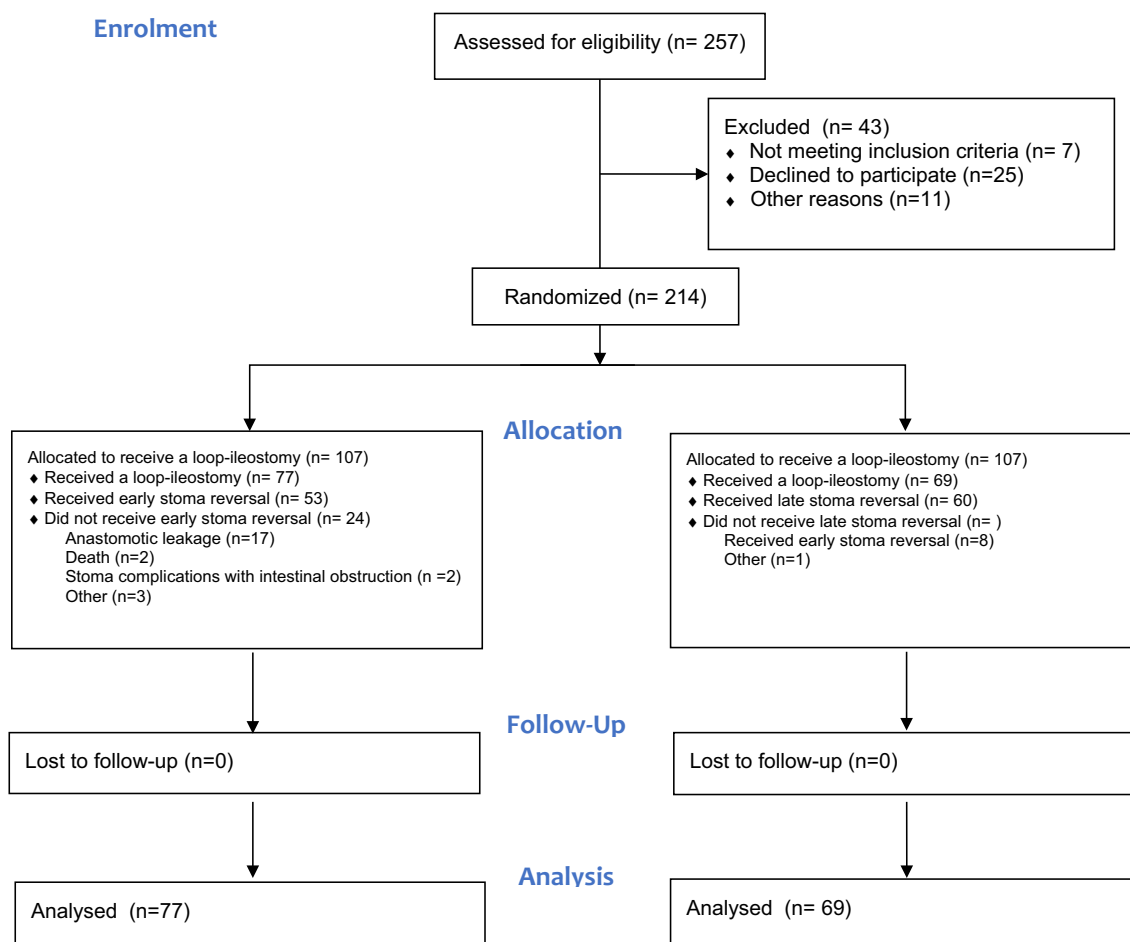 Enrolment
Assessed for eligibility (n= 257)
Excluded (n= 43)
♦ Not meeting inclusion criteria (n= 7)
♦ Declined to participate (n=25)
♦ Other reasons (n=11)
Randomized (n= 214)
Allocation
Allocated to receive a loop-ileostomy (n= 107)
♦ Received a loop-ileostomy (n= 77)
♦ Received early stoma reversal (n= 53)
♦ Did not receive early stoma reversal (n= 24)
Anastomotic leakage (n=17)
Death (n=2)
Stoma complications with intestinal obstruction (n =2)
Other (n=3)
Allocated to receive a loop-ileostomy (n= 107)
♦ Received a loop-ileostomy (n= 69)
♦ Received late stoma reversal (n= 60)
♦ Did not receive late stoma reversal (n= )
Received early stoma reversal (n=8)
Other (n=1)
Follow-Up
Lost to follow-up (n=0)
Lost to follow-up (n=0)
Analysis
Analysed (n=77)
Analysed (n= 69)